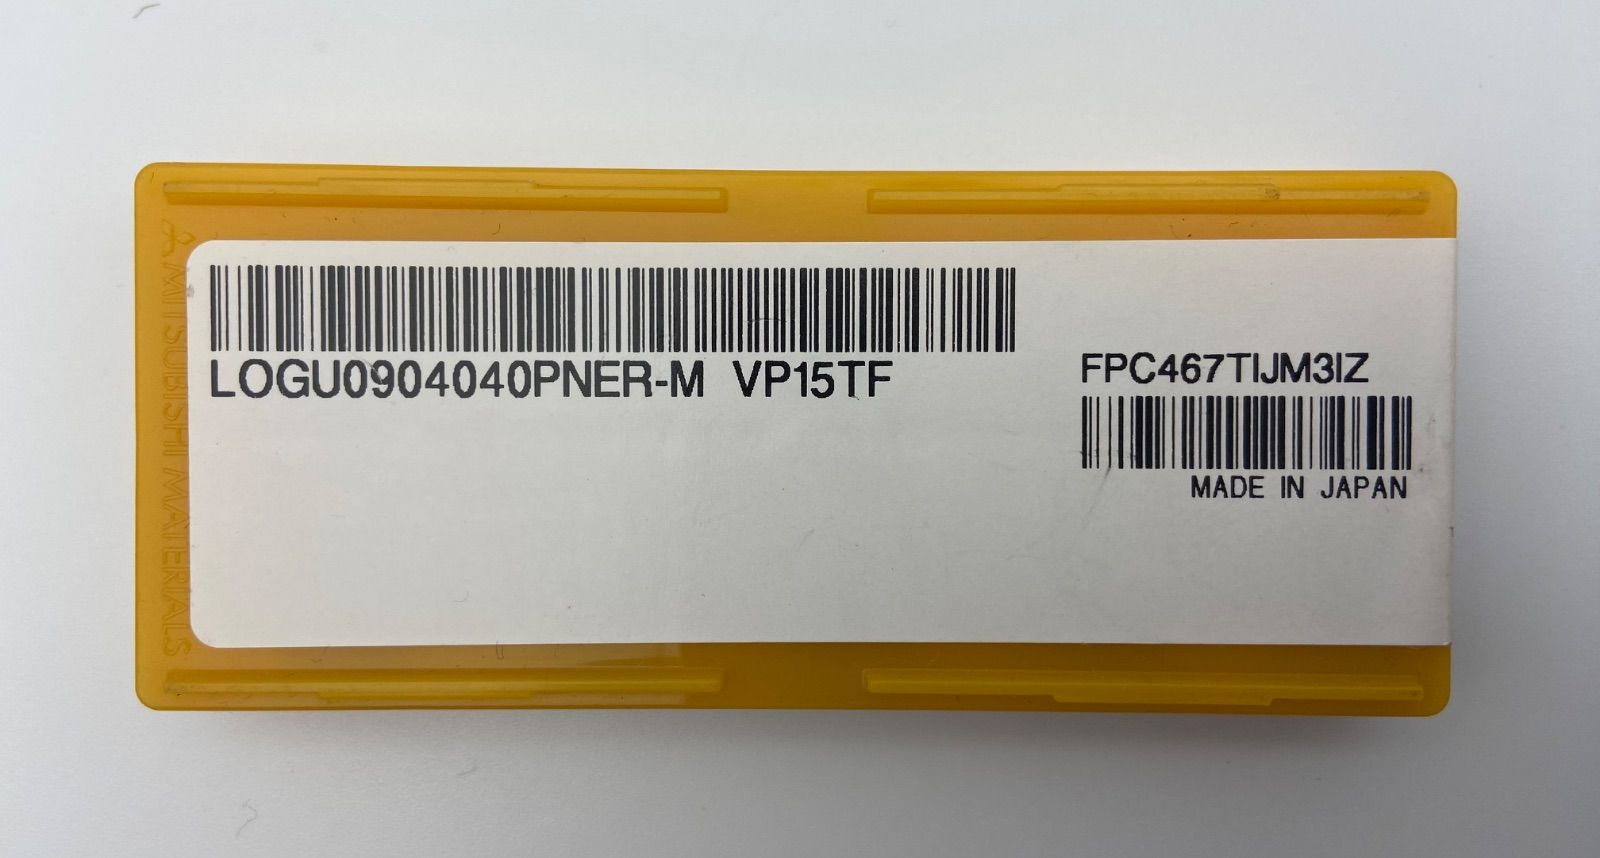 MITSUBISHI MATERIALS
LOGU0904040PNER-M VP15TF
FPC467TIJM3IZ
MADE IN JAPAN